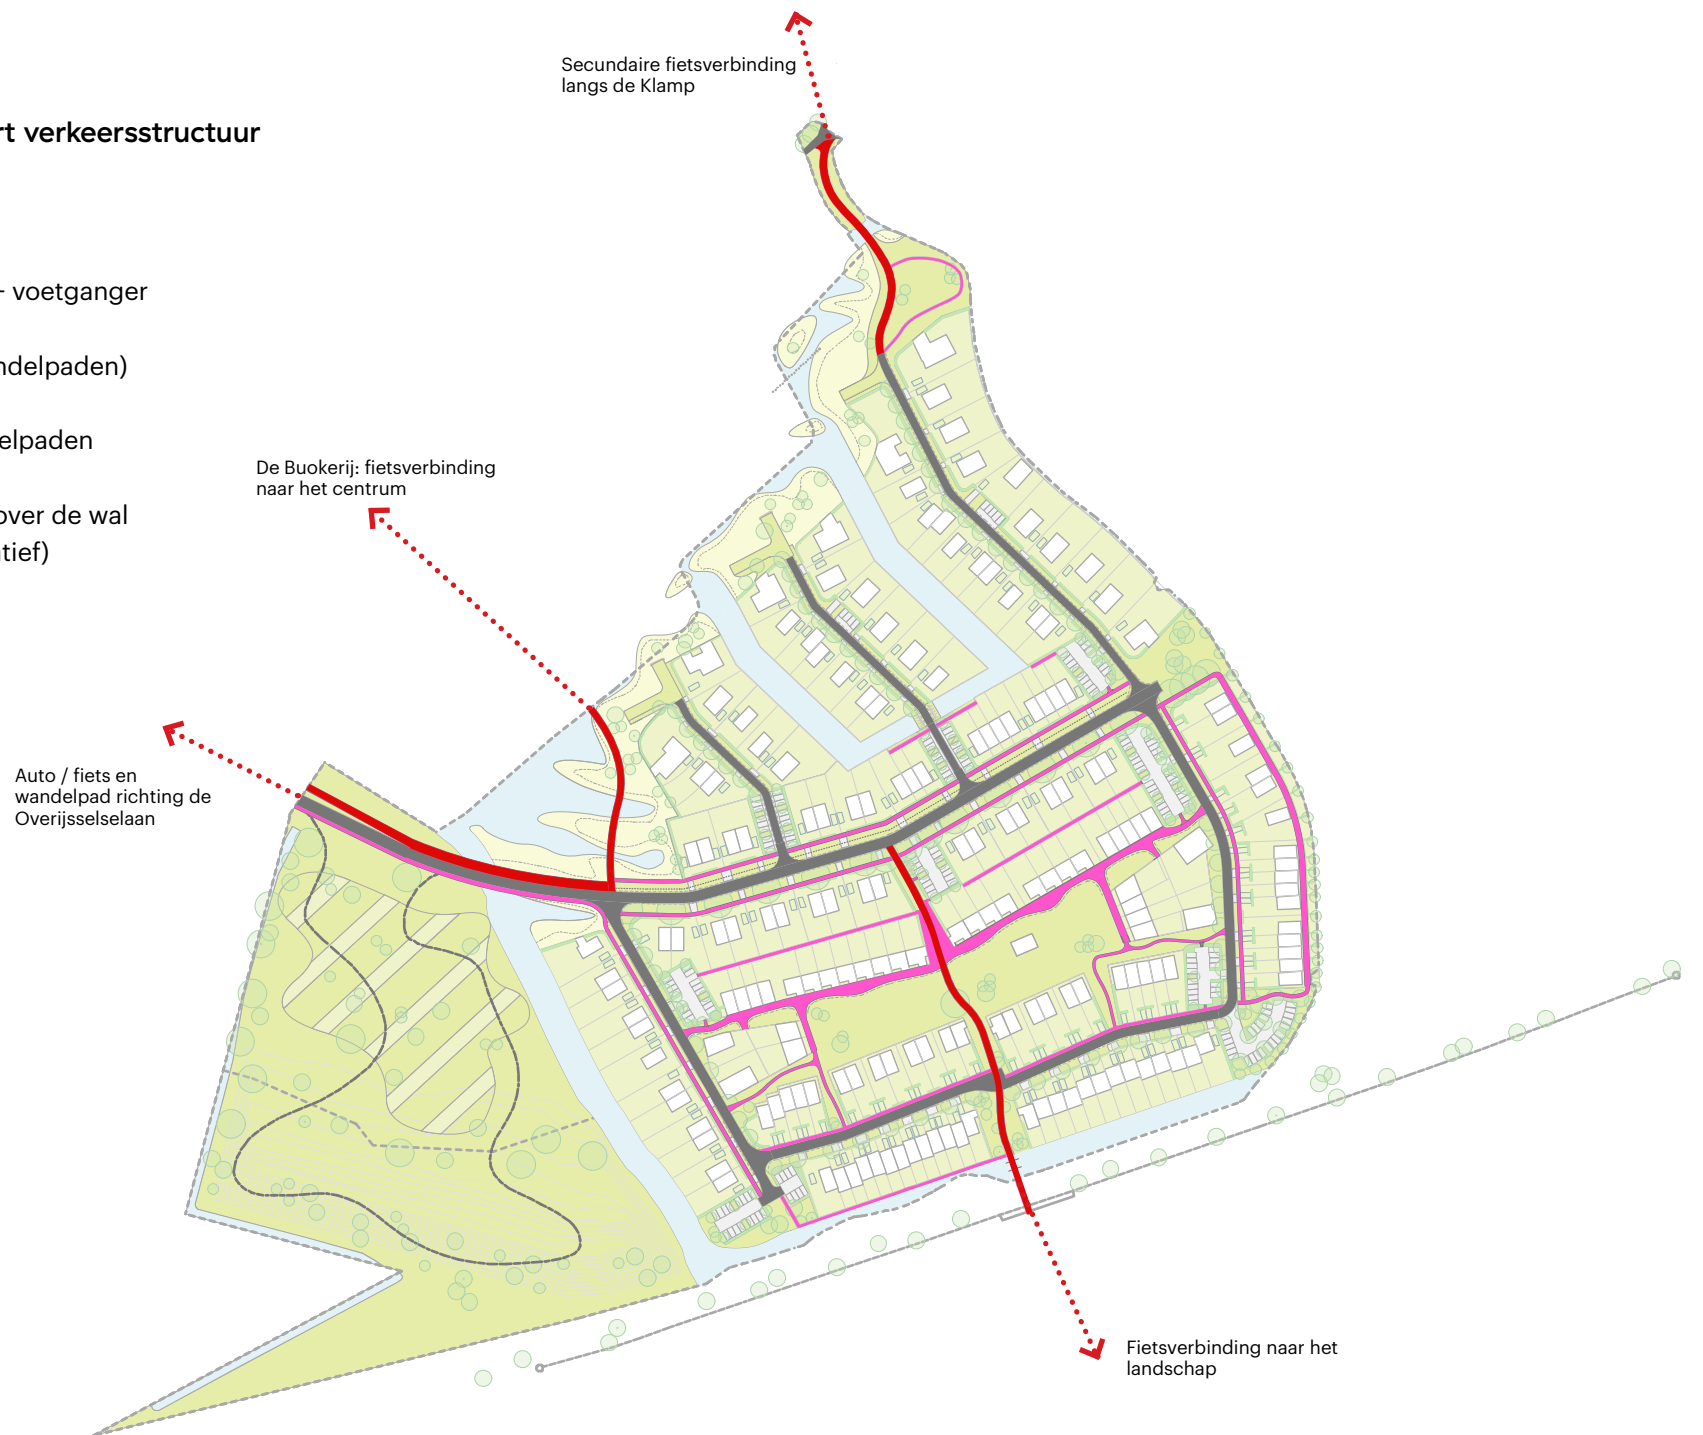 Secundaire fietsverbinding
langs de Klamp
rt verkeersstructuur
- voetganger
ndelpaden)
elpaden
over de wal
tief)
De Buokerij: fietsverbinding
naar het centrum
Auto / fiets en
wandelpad richting de
Overijsselselaan
Fietsverbinding naar het
landschap